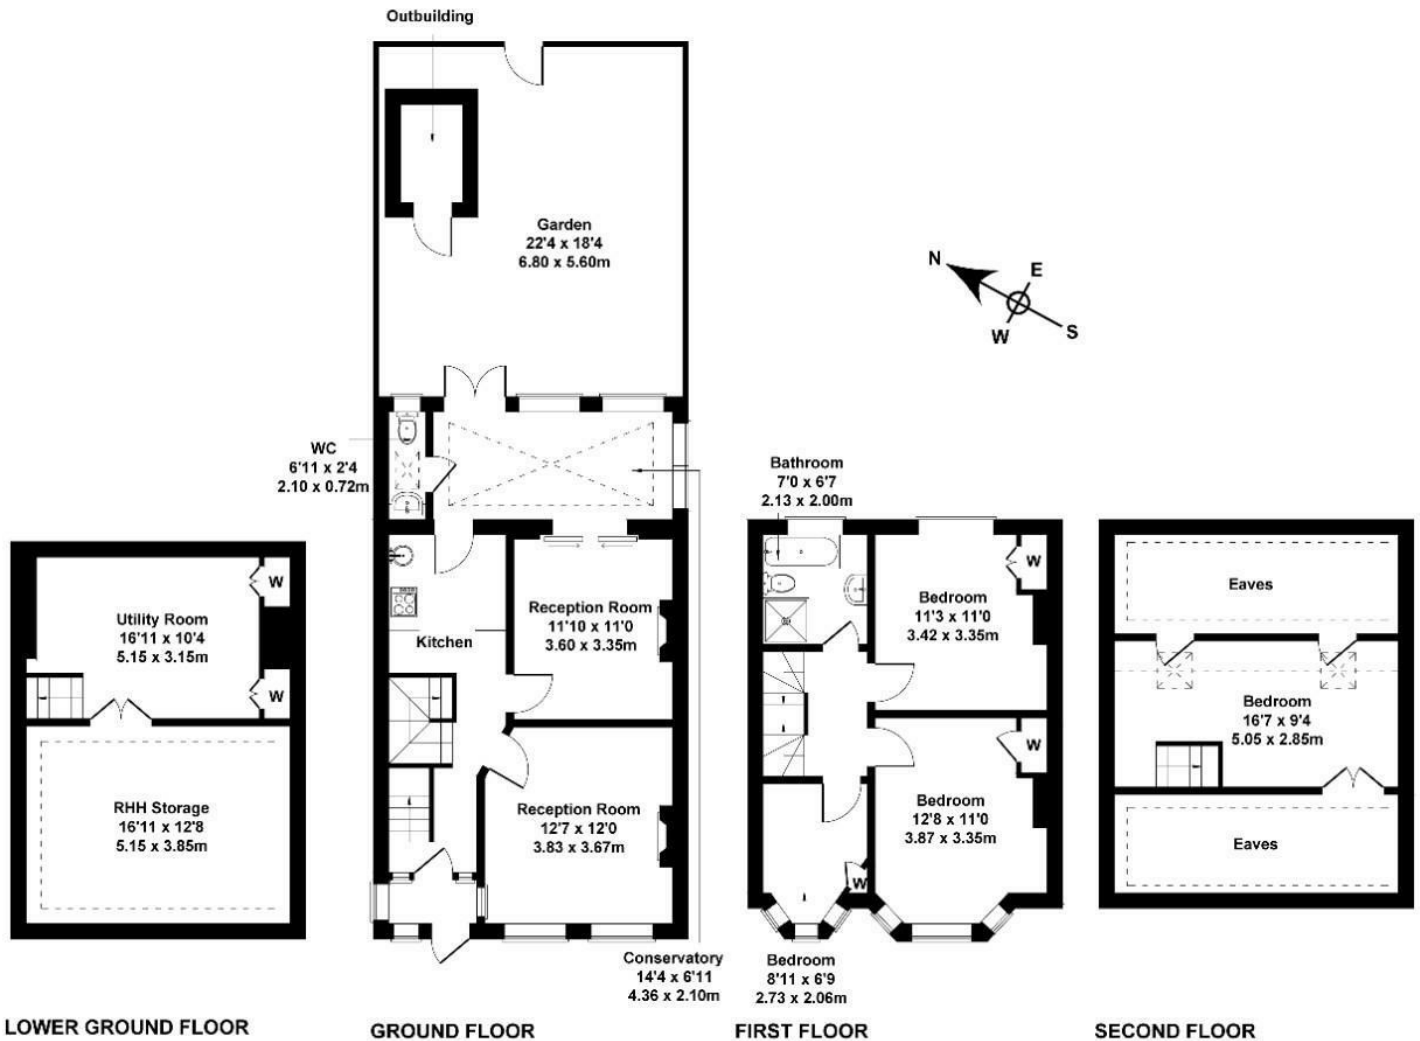 Outbuilding
Garden
22'4 x 18'4
6.80 x 5.60m
N
E
W
S
WC
6'11 x 2'4
2.10 x 0.72m
Bathroom
7'0 x 6'7
2.13 x 2.00m
Utility Room
16'11 x 10'4
5.15 x 3.15m
W
W
RHH Storage
16'11 x 12'8
5.15 x 3.85m
Kitchen
Reception Room
11'10 x 11'0
3.60 x 3.35m
Reception Room
12'7 x 12'0
3.83 x 3.67m
Conservatory
14'4 x 6'11
4.36 x 2.10m
Bedroom
11'3 x 11'0
3.42 x 3.35m
W
Bedroom
12'8 x 11'0
3.87 x 3.35m
W
W
Bedroom
8'11 x 6'9
2.73 x 2.06m
Eaves
Bedroom
16'7 x 9'4
5.05 x 2.85m
Eaves
LOWER GROUND FLOOR
GROUND FLOOR
FIRST FLOOR
SECOND FLOOR